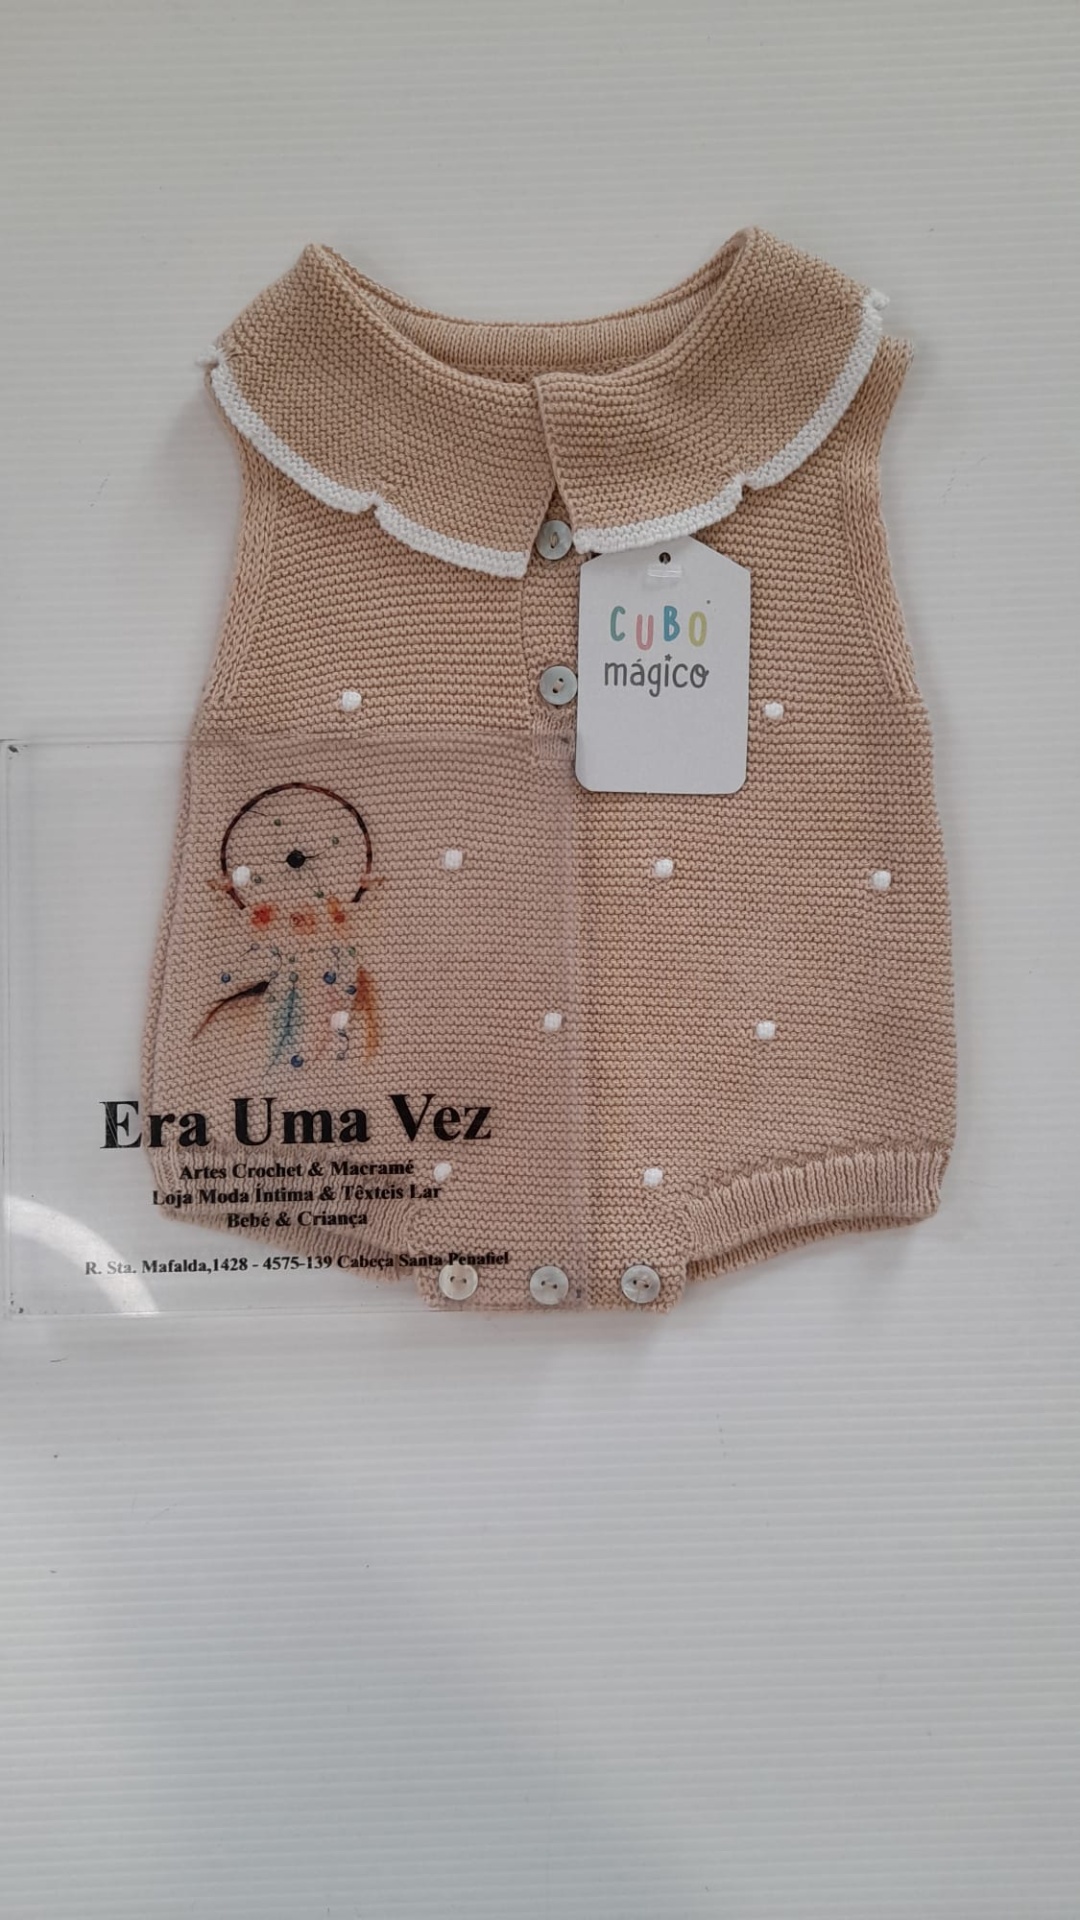 CUBO
mágico
Era Uma Vez
Artes Crochet & Macramé
Loja Moda Íntima & Têxteis Lar
Bebé & Criança
R. Sta. Mafalda,1428 - 4575-139 Cabeça Santa Penafiel